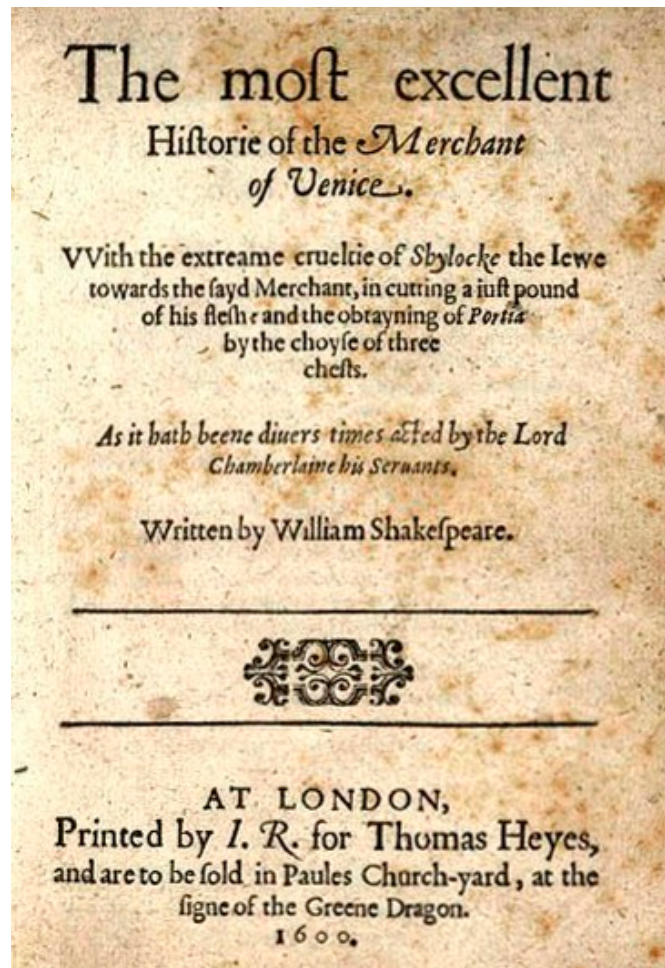 The moſt excellent
Hiſtorie of the Merchant
of Venice.
VVith the extreame crueltie of Shylocke the Iewe
towards the ſayd Merchant, in cutting a iuſt pound
of his fleſhe and the obtayning of Portia
by the choyſe of three
cheſts.
As it hath beene diuers times acted by the Lord
Chamberlaine his Seruants.
Written by William Shakeſpeare.
AT LONDON,
Printed by I. R. for Thomas Heyes,
and are to be ſold in Paules Church-yard, at the
ſigne of the Greene Dragon.
1600.